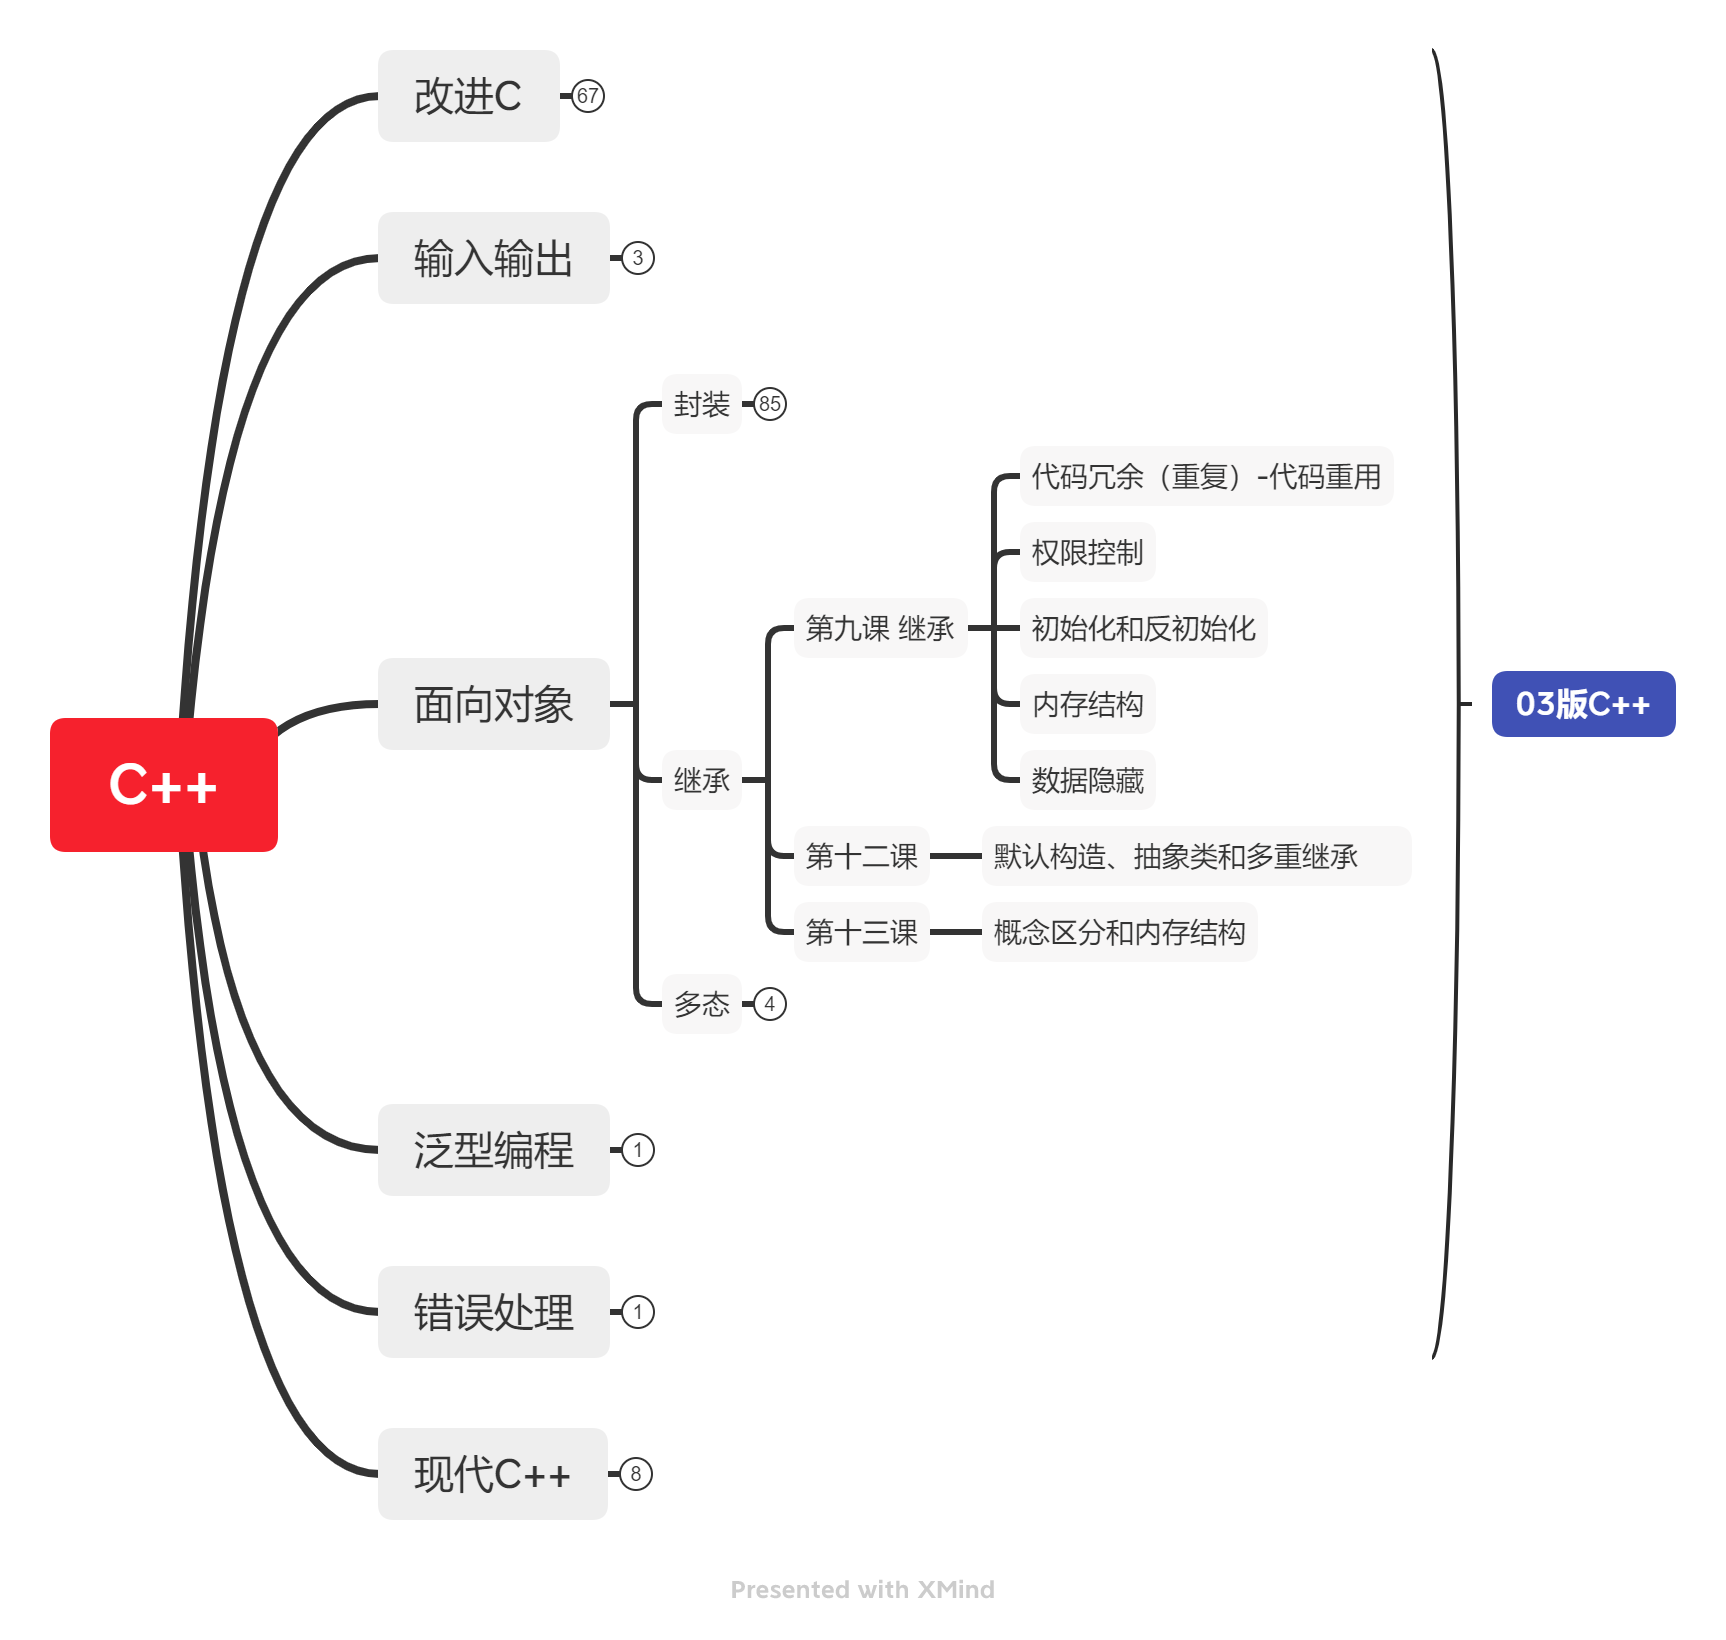 改进C
67
输入输出
3
封装
85
代码冗余（重复）-代码重用
权限控制
第九课 继承
初始化和反初始化
面向对象
内存结构
03版C++
C++
继承
数据隐藏
第十二课
默认构造、抽象类和多重继承
第十三课
概念区分和内存结构
多态
4
泛型编程
1
错误处理
1
现代C++
8
Presented with XMind